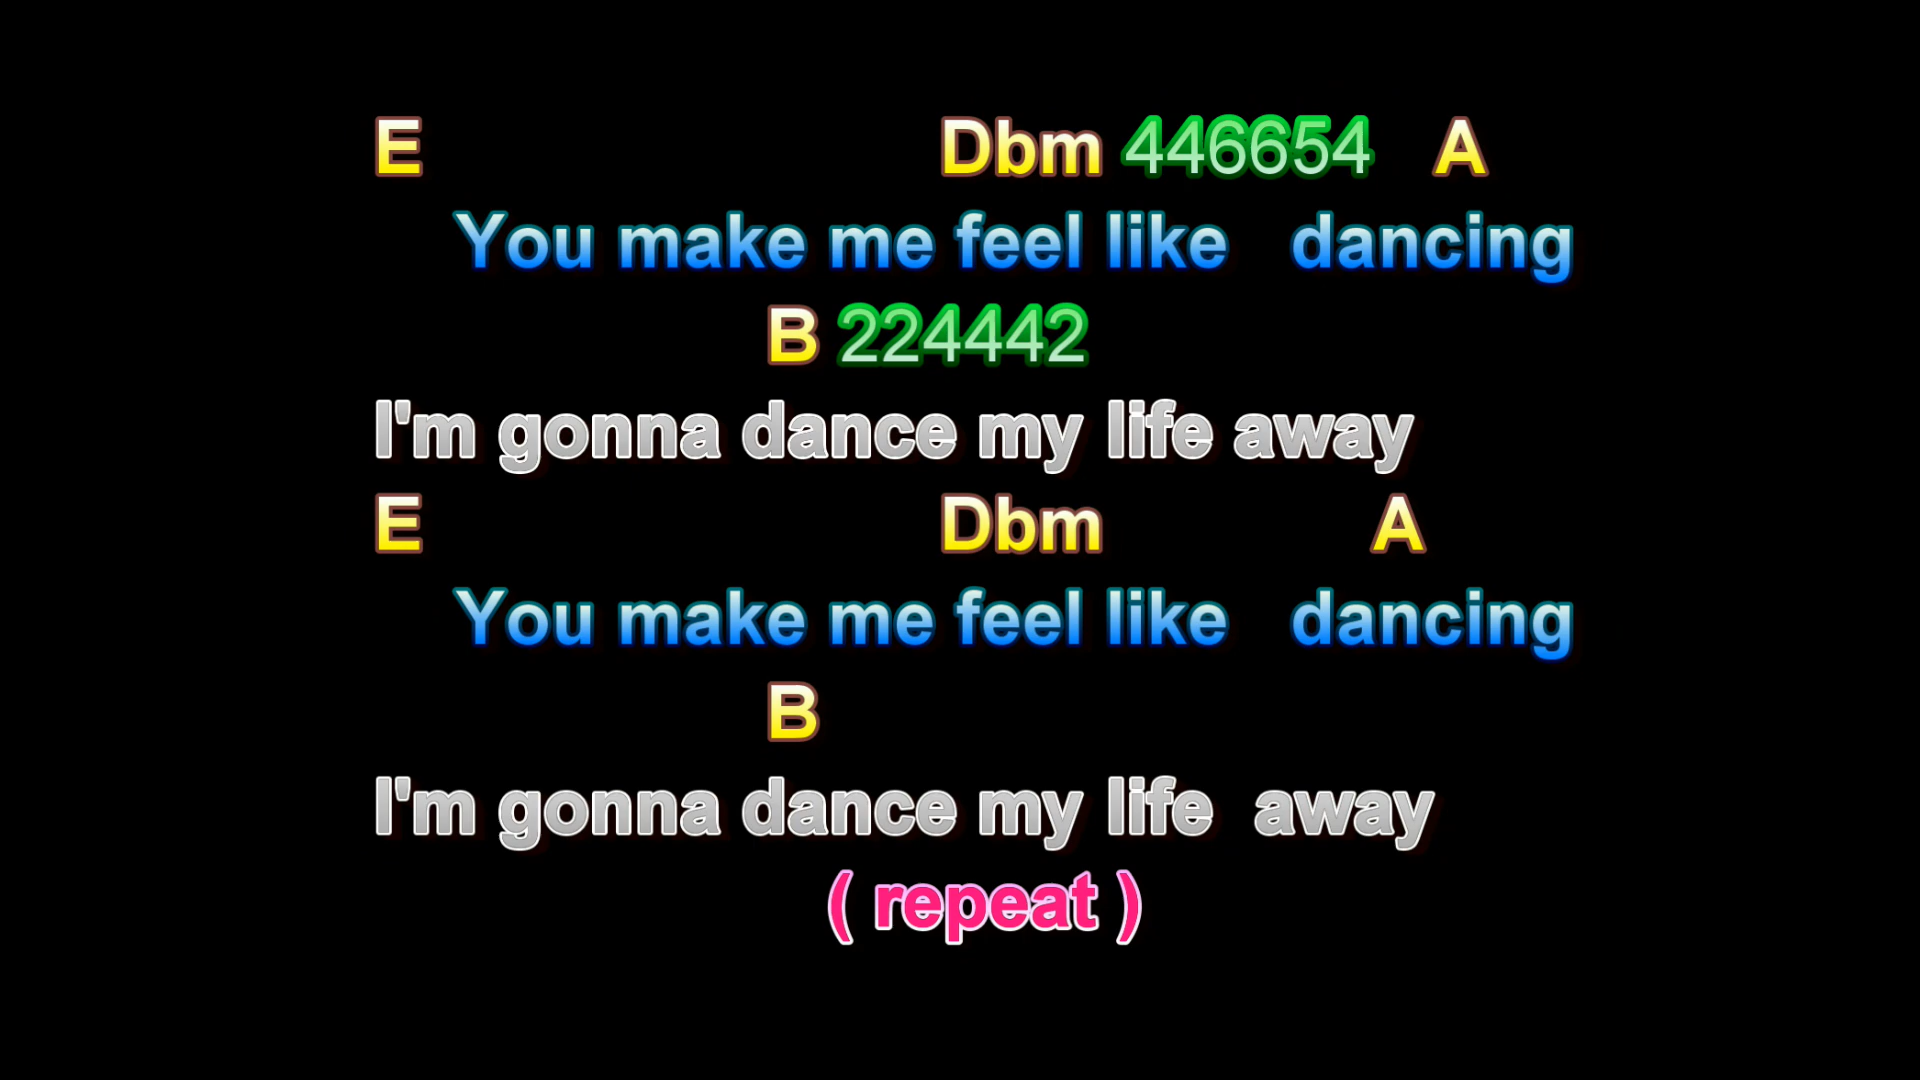 E Dbm 446654 A
You make me feel like dancing
B 224442
I'm gonna dance my life away
E Dbm A
You make me feel like dancing
B
I'm gonna dance my life away
( repeat )